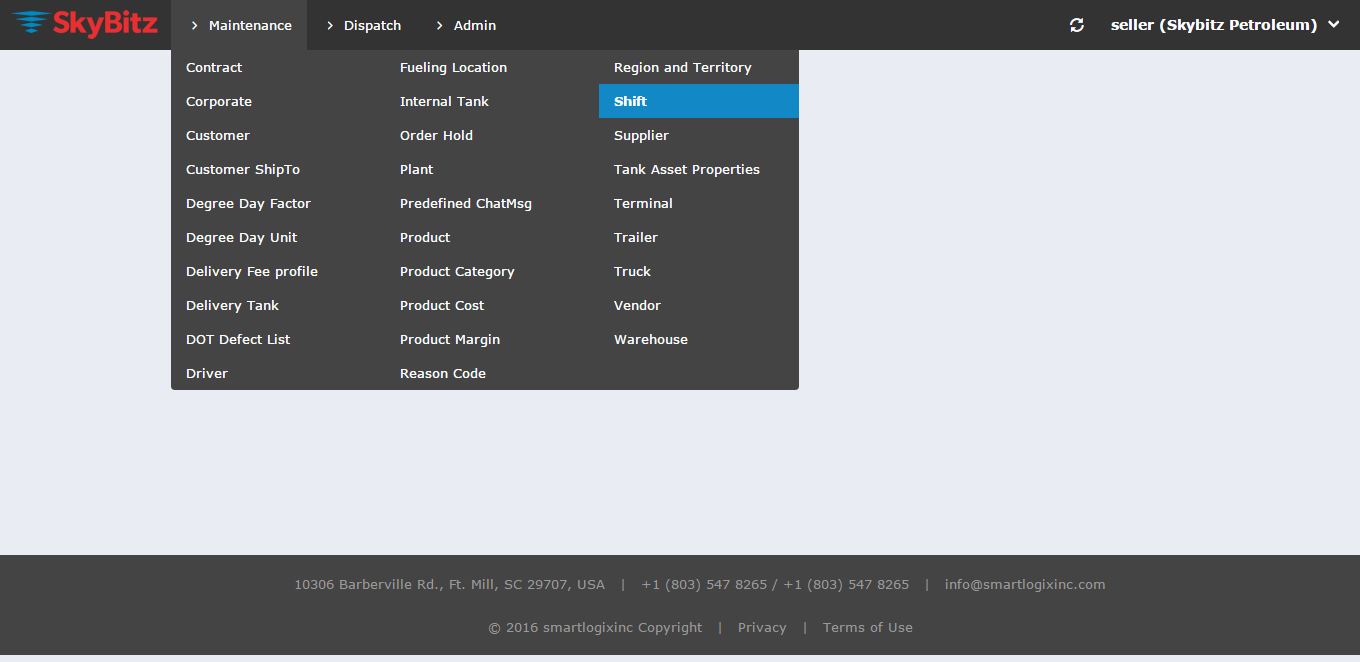 SkyBitz Maintenance Dispatch Admin seller (Skybitz Petroleum)
Contract Fueling Location Region and Territory
Corporate Internal Tank Shift
Customer Order Hold Supplier
Customer ShipTo Plant Tank Asset Properties
Degree Day Factor Predefined ChatMsg Terminal
Degree Day Unit Product Trailer
Delivery Fee profile Product Category Truck
Delivery Tank Product Cost Vendor
DOT Defect List Product Margin Warehouse
Driver Reason Code
10306 Barberville Rd., Ft. Mill, SC 29707, USA | +1 (803) 547 8265 / +1 (803) 547 8265 | info@smartlogixinc.com
© 2016 smartlogixinc Copyright | Privacy | Terms of Use